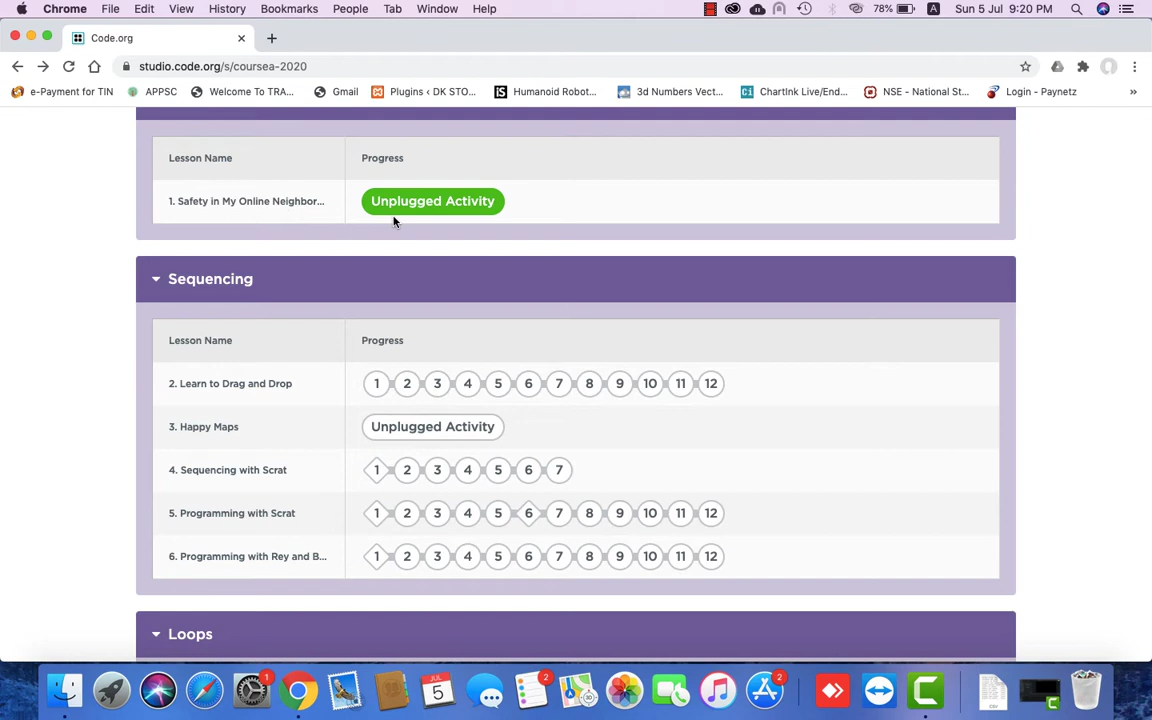 Chrome File Edit View History Bookmarks People Tab Window Help 78% A Sun 5 Jul 9:20 PM
Code.org
studio.code.org/s/coursea-2020
e-Payment for TIN APPSC Welcome To TRA... Gmail Plugins ‹ DK STO... Humanoid Robot... 3d Numbers Vect... ChartInk Live/End... NSE - National St... Login - Paynetz »
Lesson Name Progress
1. Safety in My Online Neighbor... Unplugged Activity
Sequencing
Lesson Name Progress
2. Learn to Drag and Drop 1 2 3 4 5 6 7 8 9 10 11 12
3. Happy Maps Unplugged Activity
4. Sequencing with Scrat 1 2 3 4 5 6 7
5. Programming with Scrat 1 2 3 4 5 6 7 8 9 10 11 12
6. Programming with Rey and B... 1 2 3 4 5 6 7 8 9 10 11 12
Loops
1 JUL 5 2 2